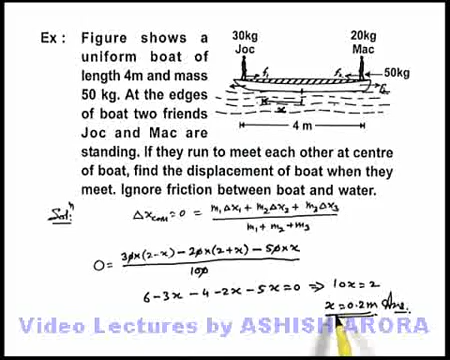 Ex : Figure shows a
uniform boat of
length 4m and mass
50 kg. At the edges
of boat two friends
Joc and Mac are
standing. If they run to meet each other at centre
of boat, find the displacement of boat when they
meet. Ignore friction between boat and water.
30kg
Joc
20kg
Mac
50kg
x
4 m
Solⁿ
Δx_com = 0 = (m₁Δx₁ + m₂Δx₂ + m₃Δx₃) / (m₁ + m₂ + m₃)
0 = (30×(2-x) - 20×(2+x) - 50×x) / 100
6-3x - 4 - 2x - 5x = 0 ⇒ 10x = 2
x = 0.2m Ans.
Video Lectures by ASHISH ARORA